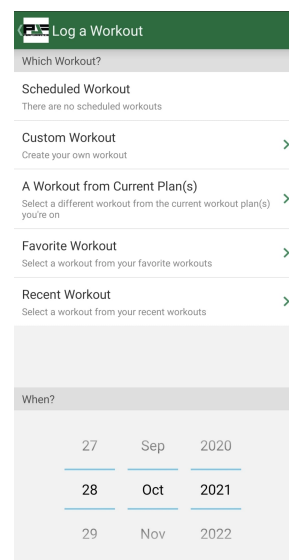 Log a Workout
Which Workout?
Scheduled Workout
There are no scheduled workouts
Custom Workout
Create your own workout
A Workout from Current Plan(s)
Select a different workout from the current workout plan(s)
you're on
Favorite Workout
Select a workout from your favorite workouts
Recent Workout
Select a workout from your recent workouts
When?
27 Sep 2020
28 Oct 2021
29 Nov 2022